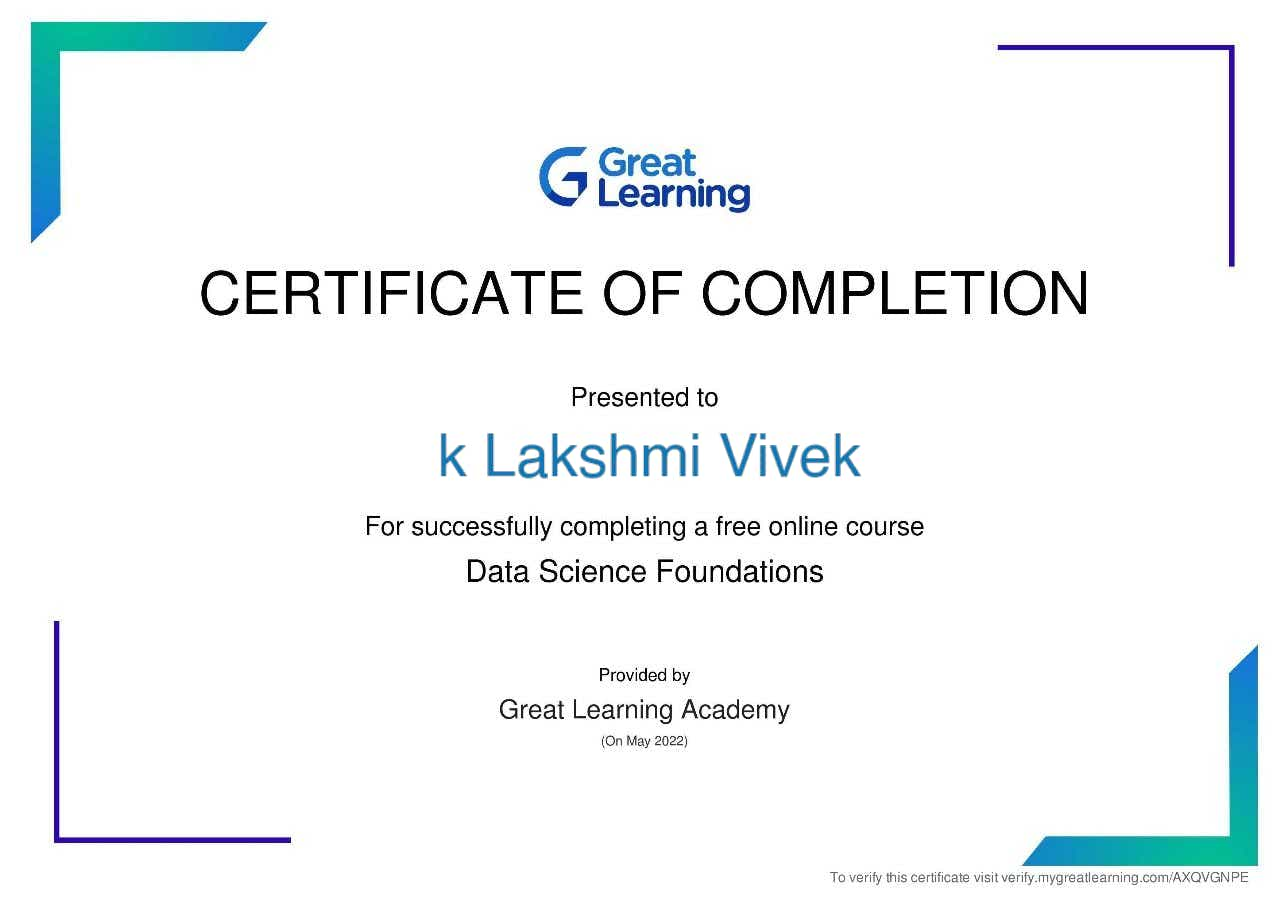 Great
Learning
CERTIFICATE OF COMPLETION
Presented to
k Lakshmi Vivek
For successfully completing a free online course
Data Science Foundations
Provided by
Great Learning Academy
(On May 2022)
To verify this certificate visit verify.mygreatlearning.com/AXQVGNPE